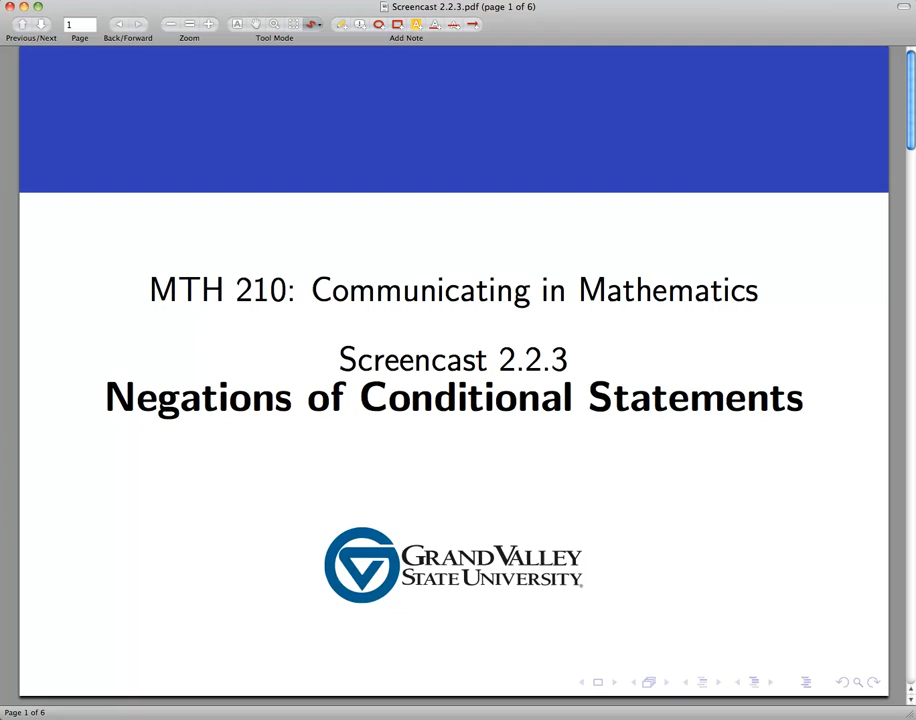 Screencast 2.2.3.pdf (page 1 of 6)
1
A
Previous/Next Page Back/Forward Zoom Tool Mode Add Note
MTH 210: Communicating in Mathematics
Screencast 2.2.3
Negations of Conditional Statements
GRANDVALLEY
STATE UNIVERSITY
Page 1 of 6